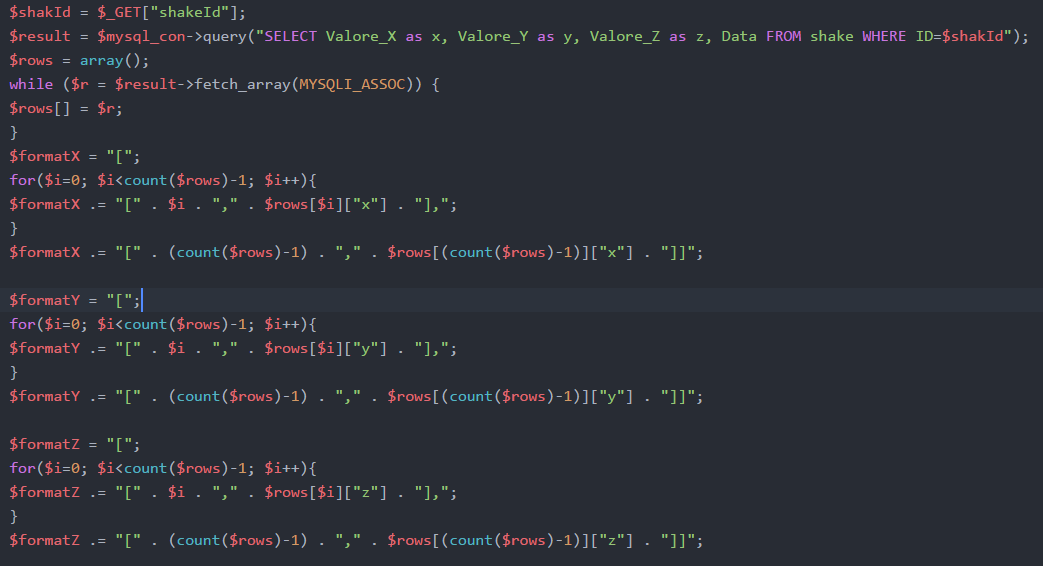 $shakId = $_GET["shakeId"];
$result = $mysql_con->query("SELECT Valore_X as x, Valore_Y as y, Valore_Z as z, Data FROM shake WHERE ID=$shakId");
$rows = array();
while ($r = $result->fetch_array(MYSQLI_ASSOC)) {
$rows[] = $r;
}
$formatX = "[";
for($i=0; $i<count($rows)-1; $i++){
$formatX .= "[" . $i . "," . $rows[$i]["x"] . "],";
}
$formatX .= "[" . (count($rows)-1) . "," . $rows[(count($rows)-1)]["x"] . "]]";
$formatY = "[";
for($i=0; $i<count($rows)-1; $i++){
$formatY .= "[" . $i . "," . $rows[$i]["y"] . "],";
}
$formatY .= "[" . (count($rows)-1) . "," . $rows[(count($rows)-1)]["y"] . "]]";
$formatZ = "[";
for($i=0; $i<count($rows)-1; $i++){
$formatZ .= "[" . $i . "," . $rows[$i]["z"] . "],";
}
$formatZ .= "[" . (count($rows)-1) . "," . $rows[(count($rows)-1)]["z"] . "]]";